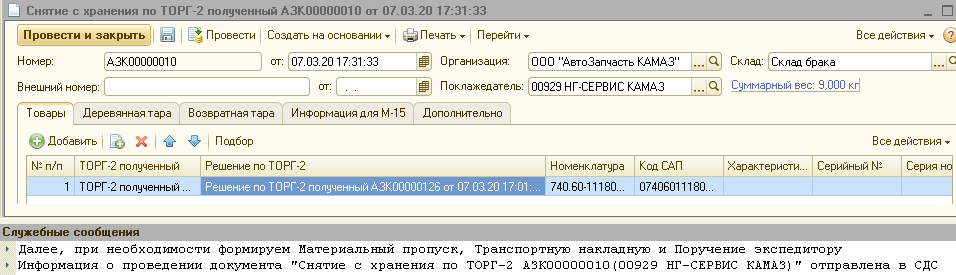 Снятие с хранения по ТОРГ-2 полученный АЗК00000010 от 07.03.20 17:31:33
Провести и закрыть Провести Создать на основании Печать Перейти Все действия
Номер: АЗК00000010 от: 07.03.20 17:31:33 Организация: ООО "АвтоЗапчасть КАМАЗ" ... Склад: Склад брака ...
Внешний номер: от: . . Поклажедатель: 00929 НГ-СЕРВИС КАМАЗ ... Суммарный вес: 9,000 кг
Товары Деревянная тара Возвратная тара Информация для М-15 Дополнительно
Добавить Подбор Все действия
№ п/п ТОРГ-2 полученный Решение по ТОРГ-2 Номенклатура Код САП Характеристи... Серийный № Серия но
1 ТОРГ-2 полученный ... Решение по ТОРГ-2 полученный АЗК00000126 от 07.03.20 17:01:... 740.60-11180... 07406011180...
Служебные сообщения
Далее, при необходимости формируем Материальный пропуск, Транспортную накладную и Поручение экспедитору
Информация о проведении документа "Снятие с хранения по ТОРГ-2 АЗК00000010(00929 НГ-СЕРВИС КАМАЗ)" отправлена в СДС